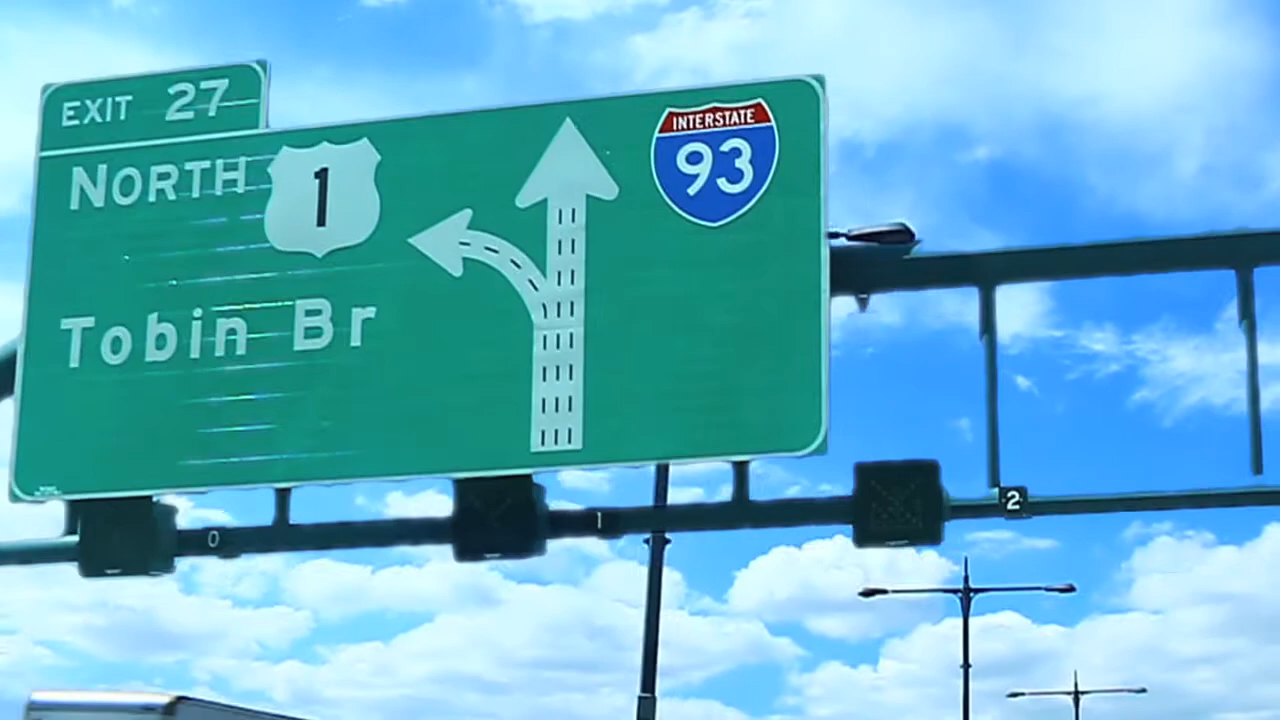 EXIT 27
NORTH 1
Tobin Br
INTERSTATE
93
0
1
2